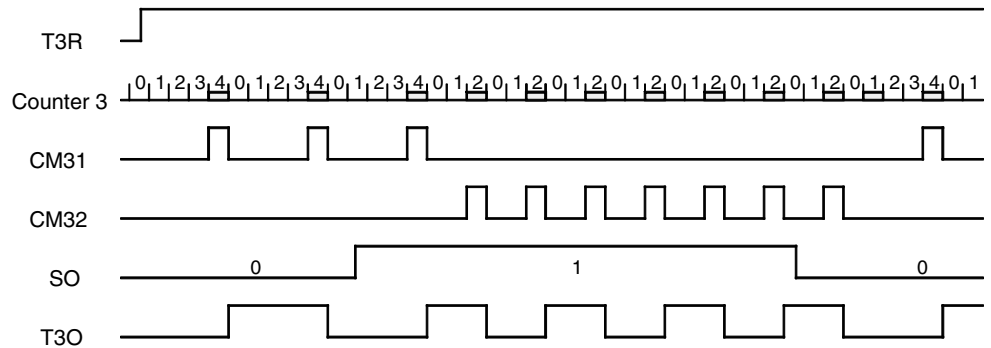 T3R
Counter 3 0 1 2 3 4 0 1 2 3 4 0 1 2 3 4 0 1 2 0 1 2 0 1 2 0 1 2 0 1 2 0 1 2 0 1 2 0 1 2 3 4 0 1
CM31
CM32
SO 0 1 0
T3O